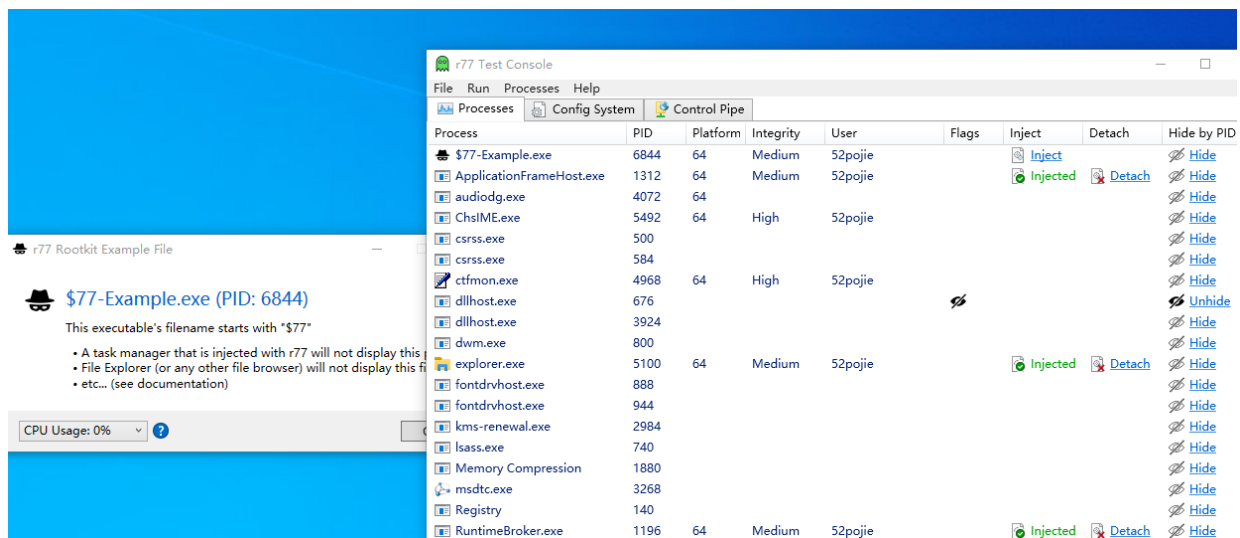 r77 Test Console
File Run Processes Help
Processes Config System Control Pipe
Process PID Platform Integrity User Flags Inject Detach Hide by PID
$77-Example.exe 6844 64 Medium 52pojie Inject Hide
ApplicationFrameHost.exe 1312 64 Medium 52pojie Injected Detach Hide
audiodg.exe 4072 64 Hide
ChsIME.exe 5492 64 High 52pojie Hide
csrss.exe 500 Hide
csrss.exe 584 Hide
ctfmon.exe 4968 64 High 52pojie Hide
dllhost.exe 676 Unhide
dllhost.exe 3924 Hide
dwm.exe 800 Hide
explorer.exe 5100 64 Medium 52pojie Injected Detach Hide
fontdrvhost.exe 888 Hide
fontdrvhost.exe 944 Hide
kms-renewal.exe 2984 Hide
lsass.exe 740 Hide
Memory Compression 1880 Hide
msdtc.exe 3268 Hide
Registry 140 Hide
RuntimeBroker.exe 1196 64 Medium 52pojie Injected Detach Hide
r77 Rootkit Example File
$77-Example.exe (PID: 6844)
This executable's filename starts with "$77"
• A task manager that is injected with r77 will not display this
• File Explorer (or any other file browser) will not display this
• etc... (see documentation)
CPU Usage: 0%